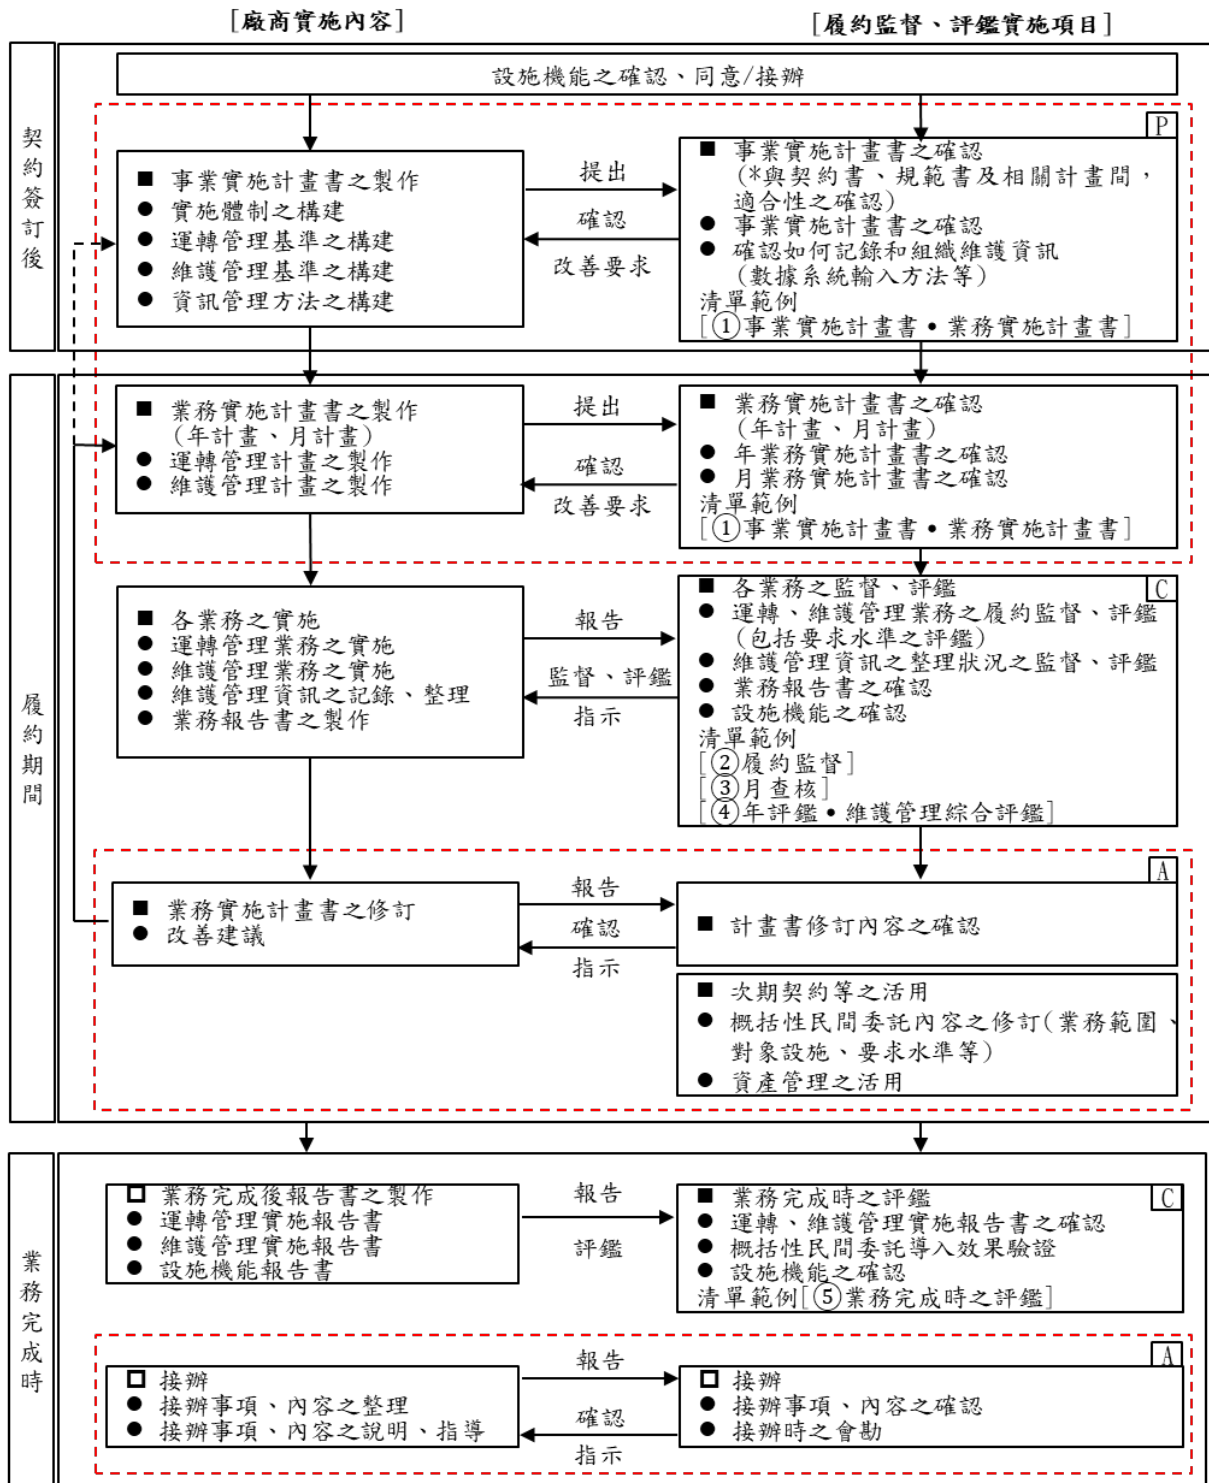 [廠商實施內容]
[履約監督、評鑑實施項目]
契約簽訂後
設施機能之確認、同意/接辦
■ 事業實施計畫書之製作
● 實施體制之構建
● 運轉管理基準之構建
● 維護管理基準之構建
● 資訊管理方法之構建
提出
確認
改善要求
P
■ 事業實施計畫書之確認
(*與契約書、規範書及相關計畫間，
適合性之確認)
● 事業實施計畫書之確認
● 確認如何記錄和組織維護資訊
(數據系統輸入方法等)
清單範例
[①事業實施計畫書•業務實施計畫書]
履約期間
■ 業務實施計畫書之製作
(年計畫、月計畫)
● 運轉管理計畫之製作
● 維護管理計畫之製作
提出
確認
改善要求
■ 業務實施計畫書之確認
(年計畫、月計畫)
● 年業務實施計畫書之確認
● 月業務實施計畫書之確認
清單範例
[①事業實施計畫書•業務實施計畫書]
■ 各業務之實施
● 運轉管理業務之實施
● 維護管理業務之實施
● 維護管理資訊之記錄、整理
● 業務報告書之製作
報告
監督、評鑑
指示
C
■ 各業務之監督、評鑑
● 運轉、維護管理業務之履約監督、評鑑
(包括要求水準之評鑑)
● 維護管理資訊之整理狀況之監督、評鑑
● 業務報告書之確認
● 設施機能之確認
清單範例
[②履約監督]
[③月查核]
[④年評鑑•維護管理綜合評鑑]
■ 業務實施計畫書之修訂
● 改善建議
報告
確認
指示
A
■ 計畫書修訂內容之確認
■ 次期契約等之活用
● 概括性民間委託內容之修訂(業務範圍、
對象設施、要求水準等)
● 資產管理之活用
業務完成時
□ 業務完成後報告書之製作
● 運轉管理實施報告書
● 維護管理實施報告書
● 設施機能報告書
報告
評鑑
C
■ 業務完成時之評鑑
● 運轉、維護管理實施報告書之確認
● 概括性民間委託導入效果驗證
● 設施機能之確認
清單範例[⑤業務完成時之評鑑]
□ 接辦
● 接辦事項、內容之整理
● 接辦事項、內容之說明、指導
報告
確認
指示
A
□ 接辦
● 接辦事項、內容之確認
● 接辦時之會勘